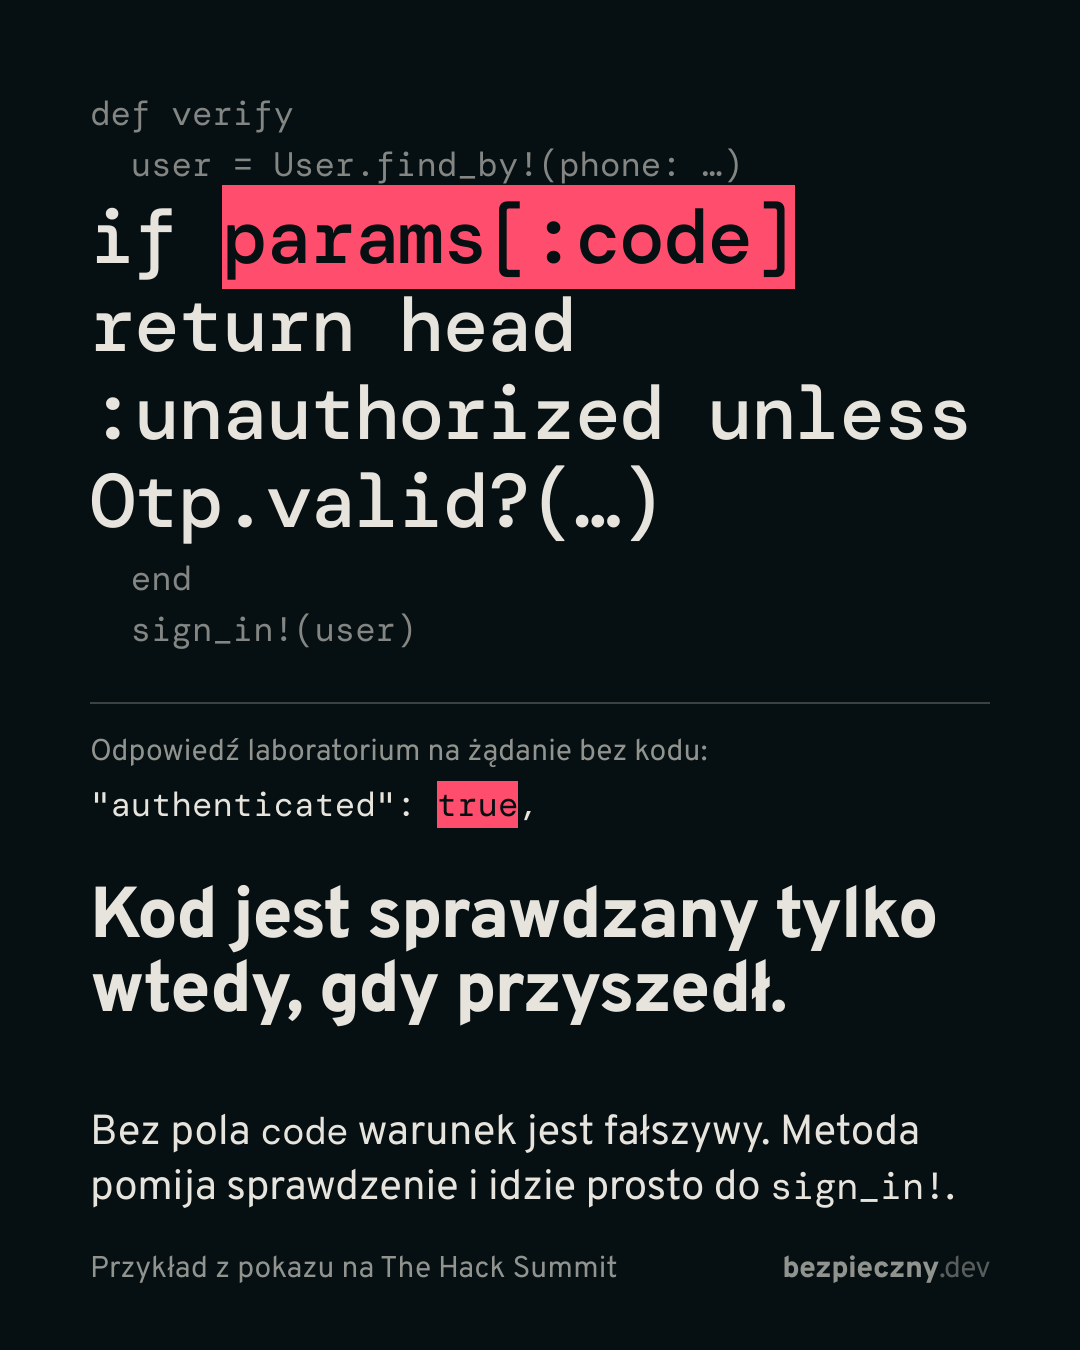 def verify
  user = User.find_by!(phone: …)
if params[:code]
return head
:unauthorized unless
Otp.valid?(…)
  end
  sign_in!(user)
Odpowiedź laboratorium na żądanie bez kodu:
"authenticated": true,
Kod jest sprawdzany tylko
wtedy, gdy przyszedł.
Bez pola code warunek jest fałszywy. Metoda
pomija sprawdzenie i idzie prosto do sign_in!.
Przykład z pokazu na The Hack Summit
bezpieczny.dev